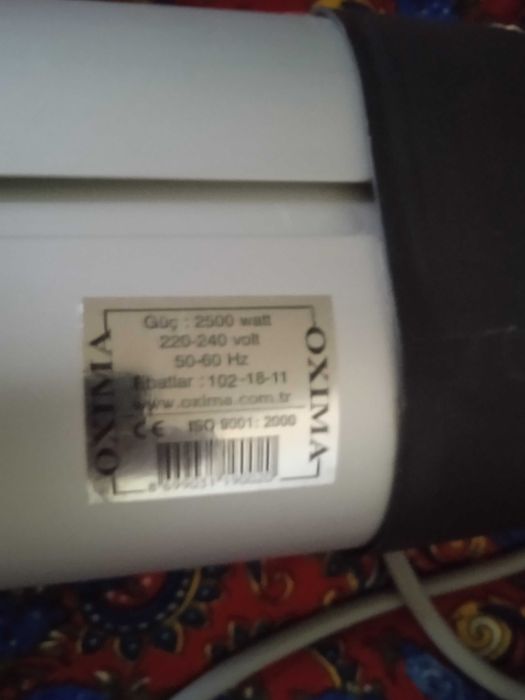 OXIMA
Güç : 2500 watt
220-240 volt
50-60 Hz
Ebatlar : 102-18-11
www.oxima.com.tr
CE ISO 9001: 2000
OXIMA